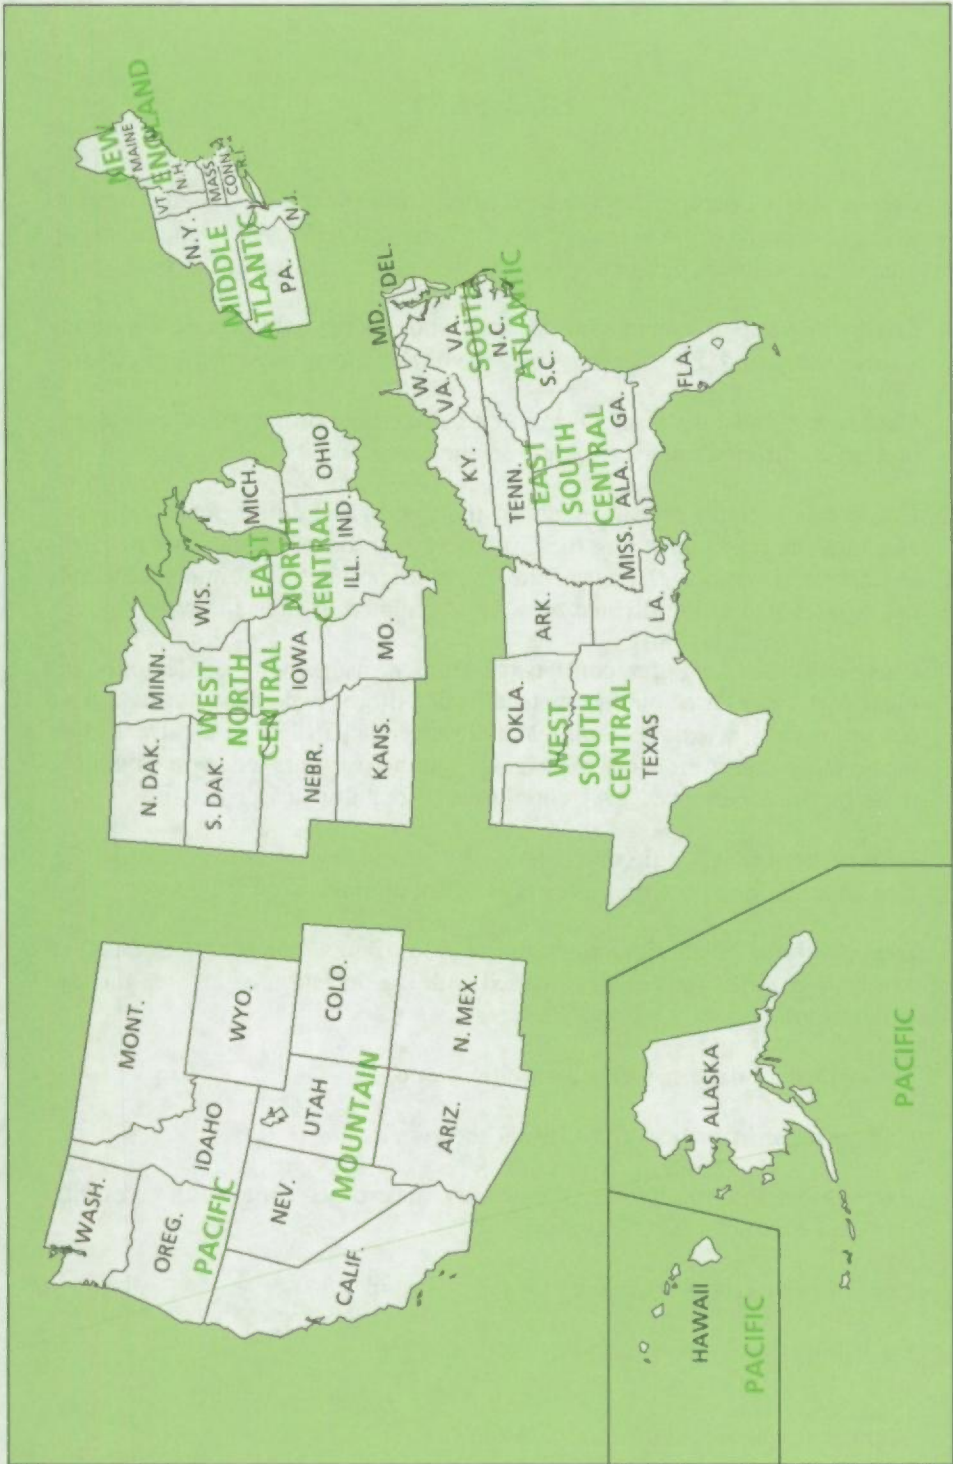 WASH.
OREG.
CALIF.
PACIFIC
MONT.
IDAHO
WYO.
NEV.
UTAH
COLO.
ARIZ.
N. MEX.
MOUNTAIN
N. DAK.
S. DAK.
NEBR.
KANS.
MINN.
IOWA
MO.
WEST
NORTH
CENTRAL
WIS.
MICH.
ILL.
IND.
OHIO
EAST
NORTH
CENTRAL
N.Y.
PA.
N.J.
MIDDLE
ATLANTIC
MAINE
VT.
N.H.
MASS.
CONN.
R.I.
NEW
ENGLAND
OKLA.
ARK.
TEXAS
LA.
WEST
SOUTH
CENTRAL
KY.
TENN.
MISS.
ALA.
EAST
SOUTH
CENTRAL
MD.
DEL.
W.
VA.
VA.
N.C.
S.C.
GA.
FLA.
SOUTH
ATLANTIC
HAWAII
PACIFIC
ALASKA
PACIFIC